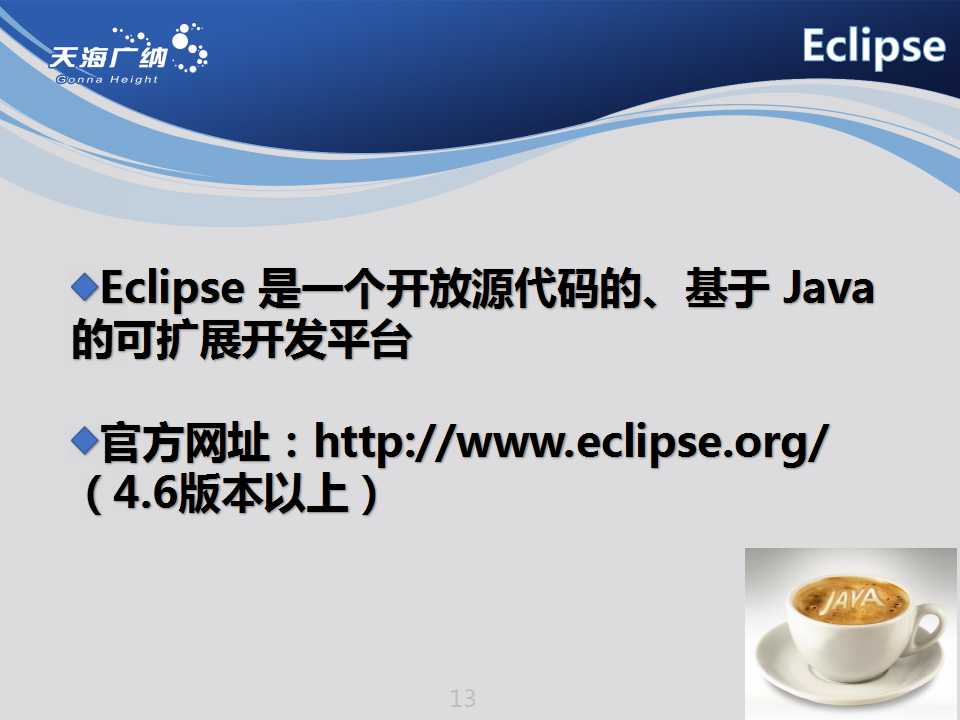 天海广纳
Gonna Height
Eclipse
Eclipse 是一个开放源代码的、基于 Java
的可扩展开发平台
官方网址：http://www.eclipse.org/
（4.6版本以上）
JAVA
13